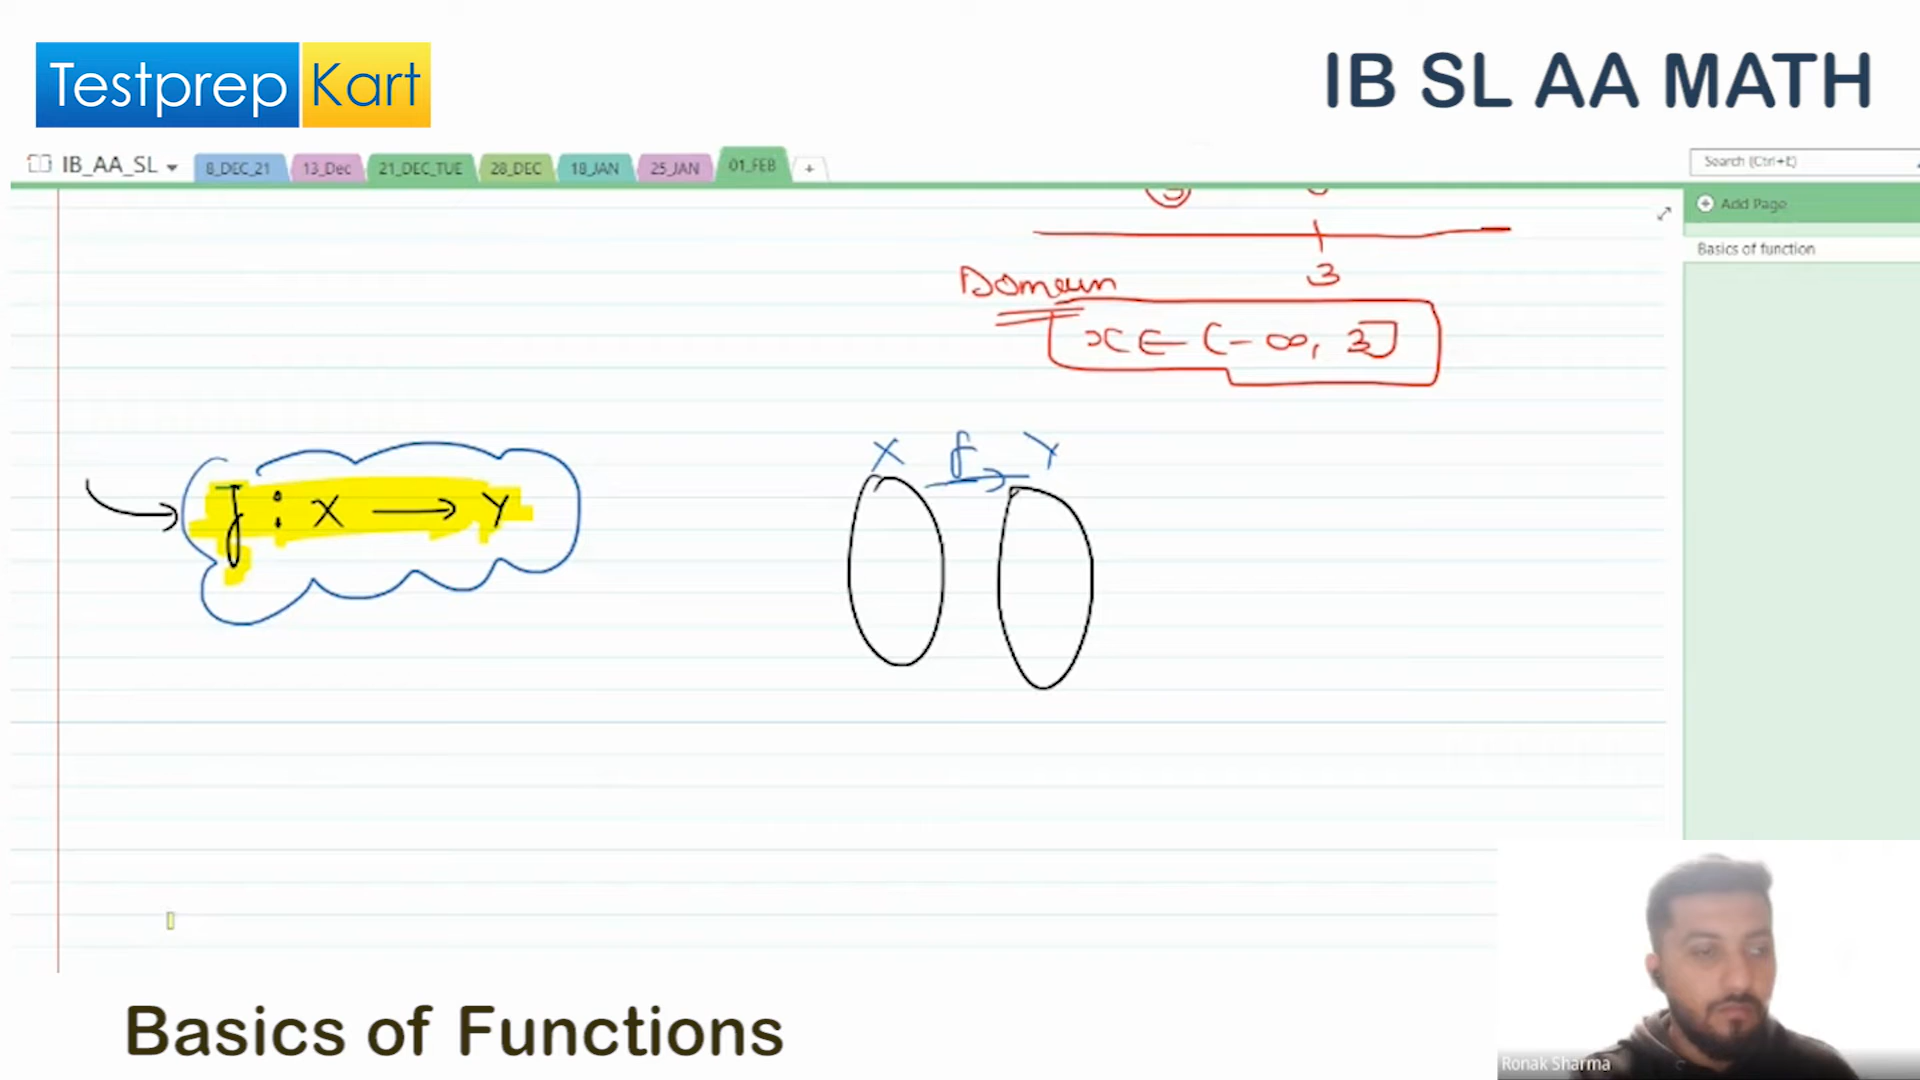 Testprep Kart
IB SL AA MATH
IB_AA_SL
8_DEC_21
13_Dec
21_DEC_TUE
28_DEC
18_JAN
25_JAN
01_FEB
+
Search (Ctrl+E)
Add Page
Basics of function
3
Domain
x ∈ (-∞, 3]
f : X → Y
X f → Y
Basics of Functions
Ronak Sharma